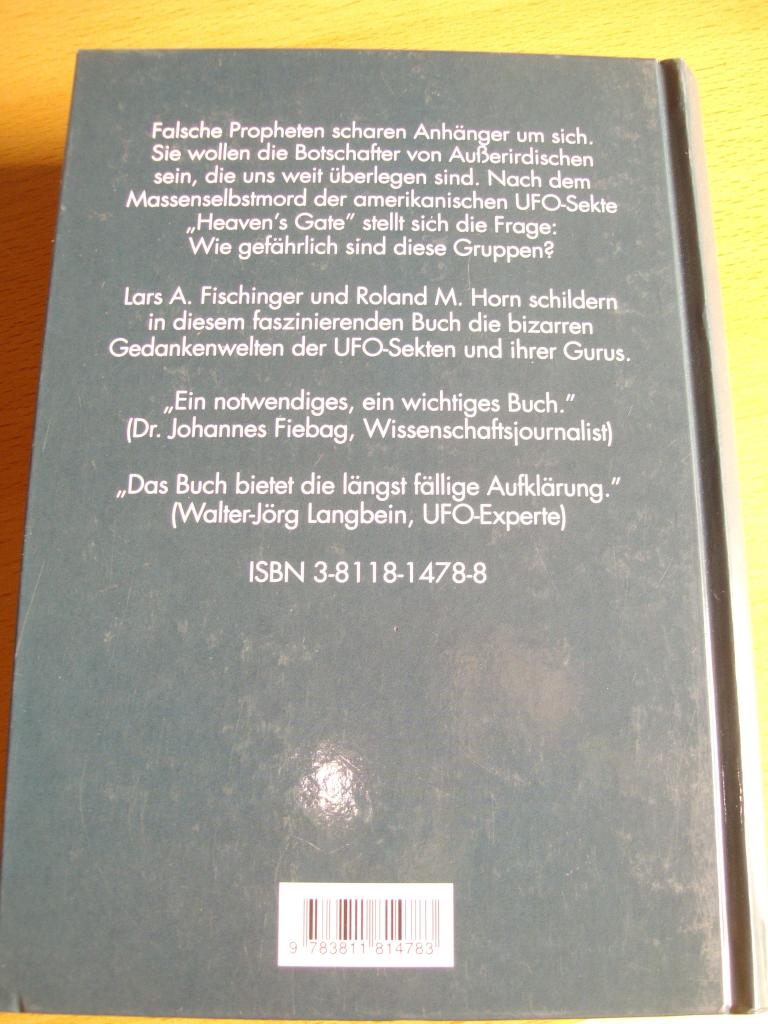 Falsche Propheten scharen Anhänger um sich.
Sie wollen die Botschafter von Außerirdischen
sein, die uns weit überlegen sind. Nach dem
Massenselbstmord der amerikanischen UFO-Sekte
„Heaven's Gate” stellt sich die Frage:
Wie gefährlich sind diese Gruppen?
Lars A. Fischinger und Roland M. Horn schildern
in diesem faszinierenden Buch die bizarren
Gedankenwelten der UFO-Sekten und ihrer Gurus.
„Ein notwendiges, ein wichtiges Buch.”
(Dr. Johannes Fiebag, Wissenschaftsjournalist)
„Das Buch bietet die längst fällige Aufklärung.”
(Walter-Jörg Langbein, UFO-Experte)
ISBN 3-8118-1478-8
9 783811 814783